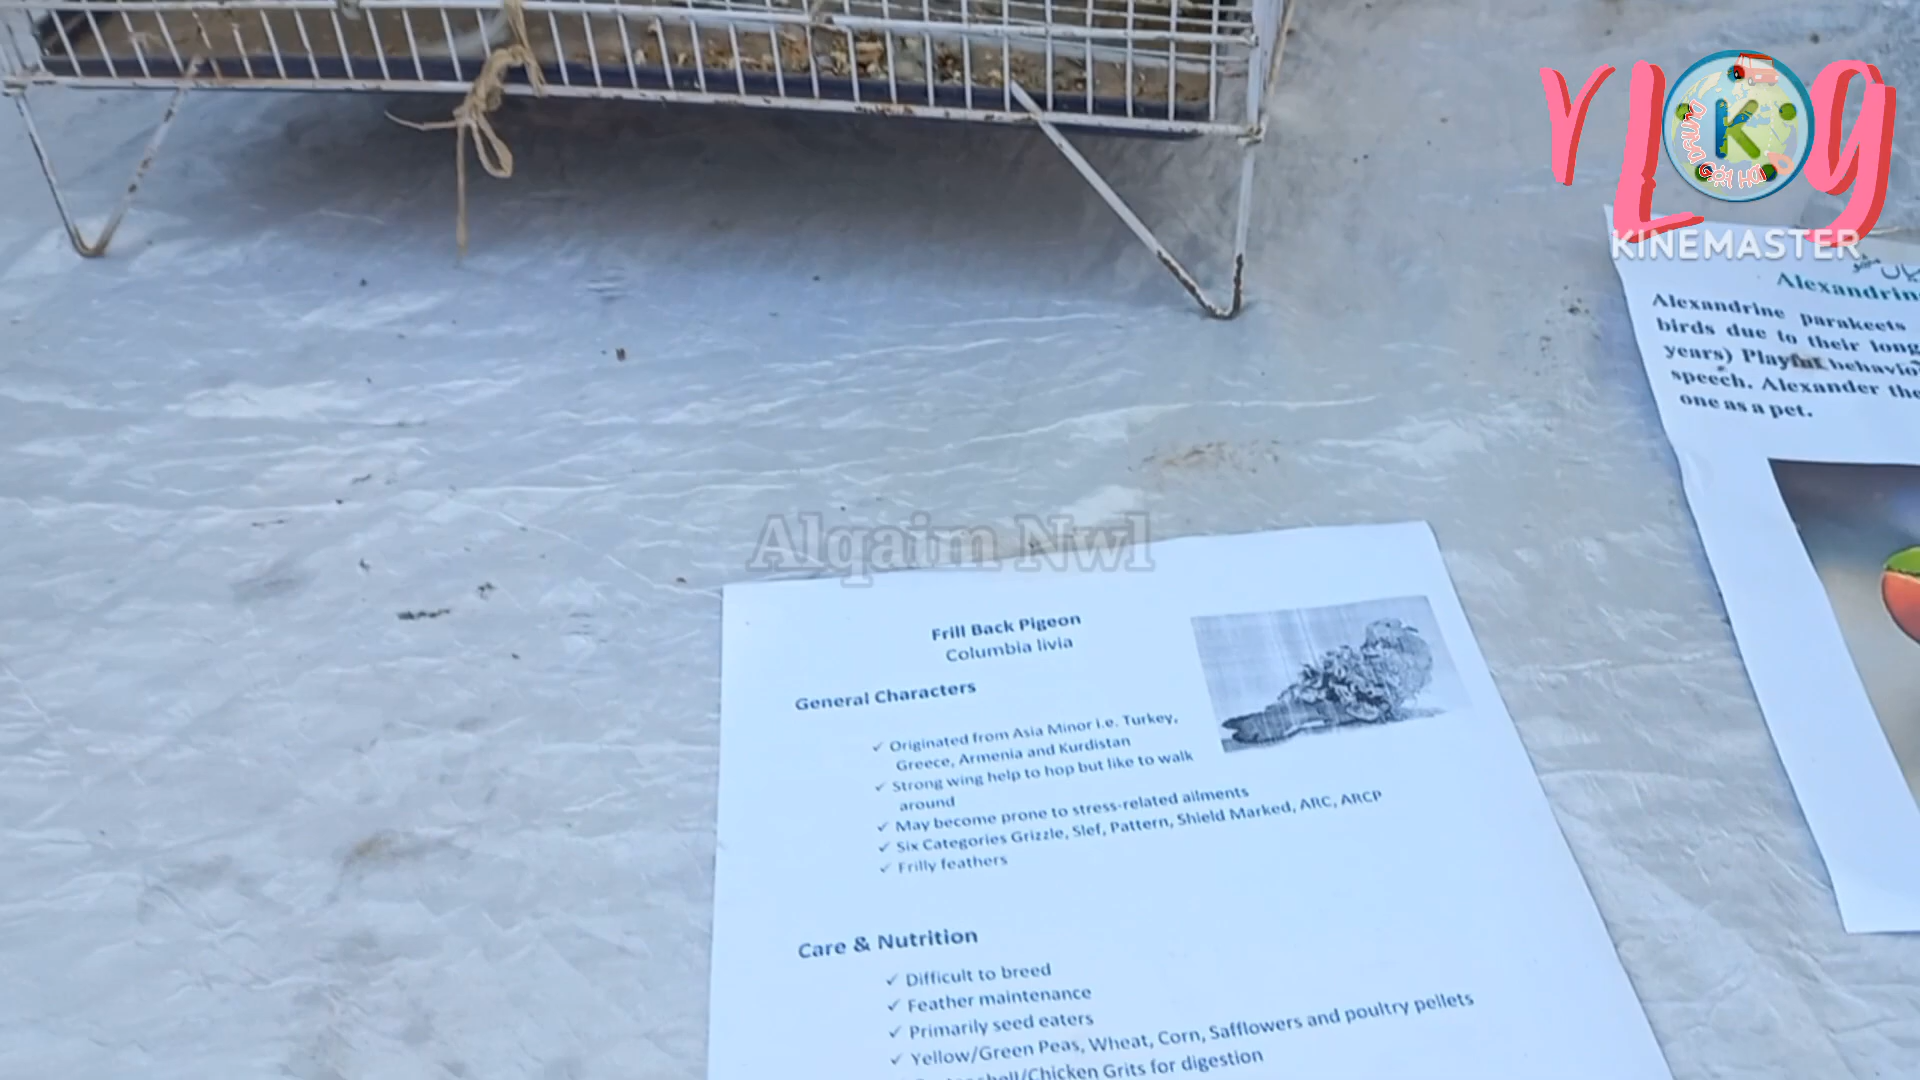 VLOG
K
KINEMASTER
میاں مٹھو
Alexandrin
Alexandrine parakeets
birds due to their long
years) Playful behavio
speech. Alexander the
one as a pet.
Alqaim Nwl
Frill Back Pigeon
Columbia livia
General Characters
✓ Originated from Asia Minor i.e. Turkey,
Greece, Armenia and Kurdistan
✓ Strong wing help to hop but like to walk
around
✓ May become prone to stress-related ailments
✓ Six Categories Grizzle, Slef, Pattern, Shield Marked, ARC, ARCP
✓ Frilly feathers
Care & Nutrition
✓ Difficult to breed
✓ Feather maintenance
✓ Primarily seed eaters
✓ Yellow/Green Peas, Wheat, Corn, Safflowers and poultry pellets
shell/Chicken Grits for digestion